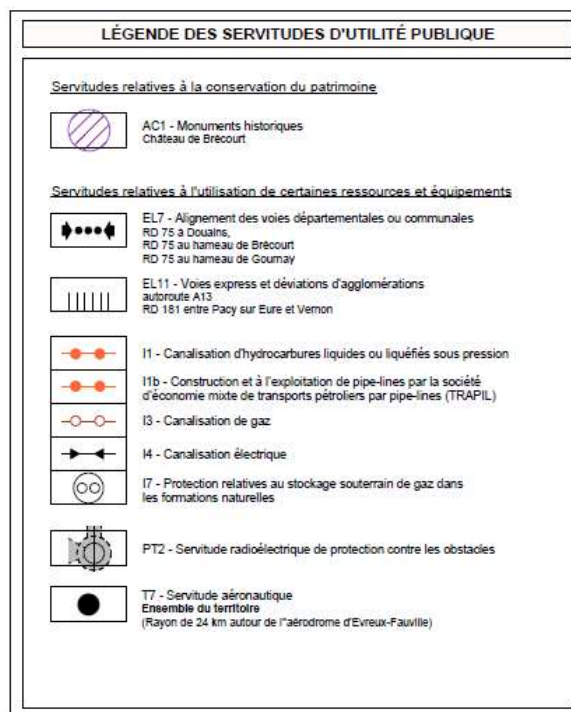 LÉGENDE DES SERVITUDES D'UTILITÉ PUBLIQUE
Servitudes relatives à la conservation du patrimoine
AC1 - Monuments historiques
Château de Brécourt
Servitudes relatives à l'utilisation de certaines ressources et équipements
EL7 - Alignement des voies départementales ou communales
RD 75 à Douains,
RD 75 au hameau de Brécourt
RD 75 au hameau de Gournay
EL11 - Voies express et déviations d'agglomérations
autoroute A13
RD 181 entre Pacy sur Eure et Vernon
I1 - Canalisation d'hydrocarbures liquides ou liquéfiés sous pression
I1b - Construction et à l'exploitation de pipe-lines par la société
d'économie mixte de transports pétroliers par pipe-lines (TRAPIL)
I3 - Canalisation de gaz
I4 - Canalisation électrique
I7 - Protection relatives au stockage souterrain de gaz dans
les formations naturelles
PT2 - Servitude radioélectrique de protection contre les obstacles
T7 - Servitude aéronautique
Ensemble du territoire
(Rayon de 24 km autour de l''aérodrome d'Evreux-Fauville)